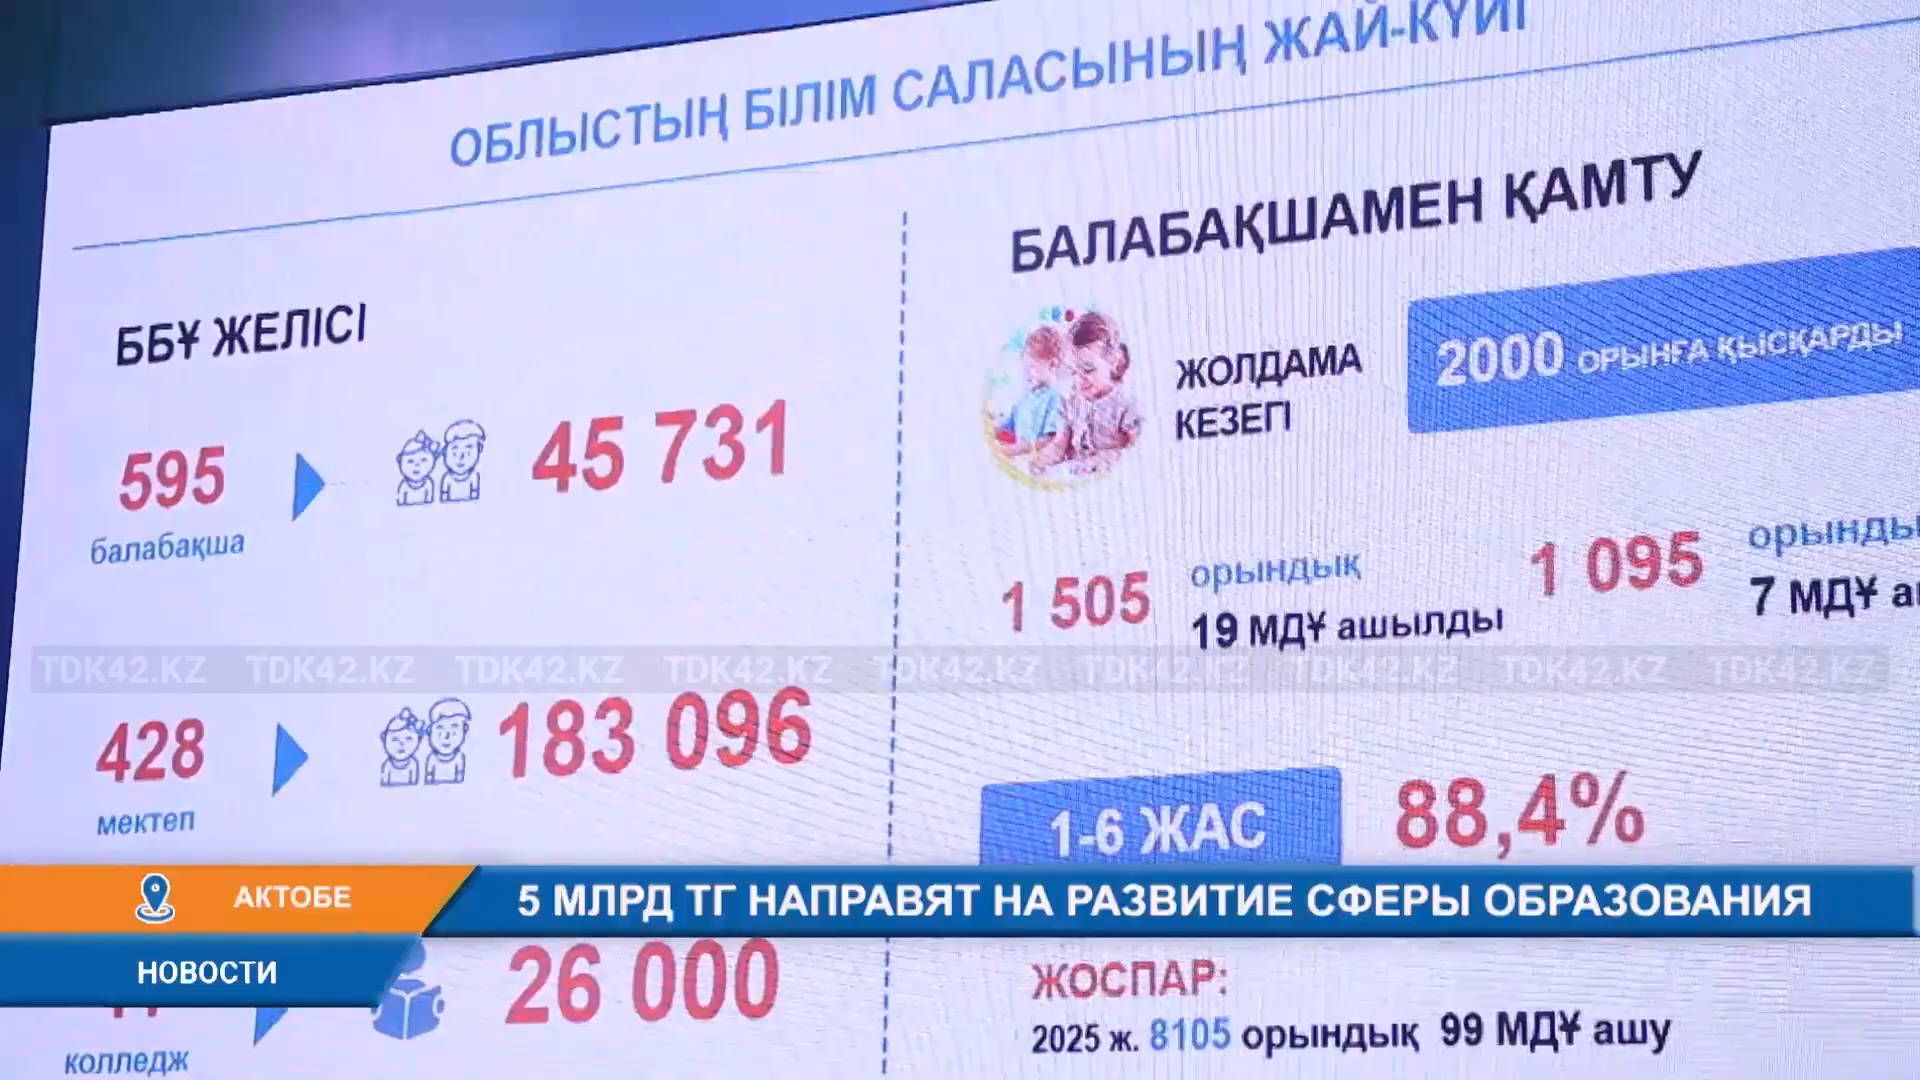 ОБЛЫСТЫҢ БІЛІМ САЛАСЫНЫҢ ЖАЙ-КҮЙІ
БАЛАБАҚШАМЕН ҚАМТУ
ББҰ ЖЕЛІСІ
ЖОЛДАМА
КЕЗЕГІ
2000 ОРЫНҒА ҚЫСҚАРДЫ
595
балабақша
45 731
1 505 орындық
19 МДҰ ашылды
1 095
7 МДҰ
TDK42.KZ TDK42.KZ TDK42.KZ TDK42.KZ TDK42.KZ TDK42.KZ TDK42.KZ TDK42.KZ TDK42.KZ
428
мектеп
183 096
1-6 ЖАС
88,4%
АКТОБЕ
5 МЛРД ТГ НАПРАВЯТ НА РАЗВИТИЕ СФЕРЫ ОБРАЗОВАНИЯ
НОВОСТИ
колледж
26 000
ЖОСПАР:
2025 ж. 8105 орындық 99 МДҰ ашу